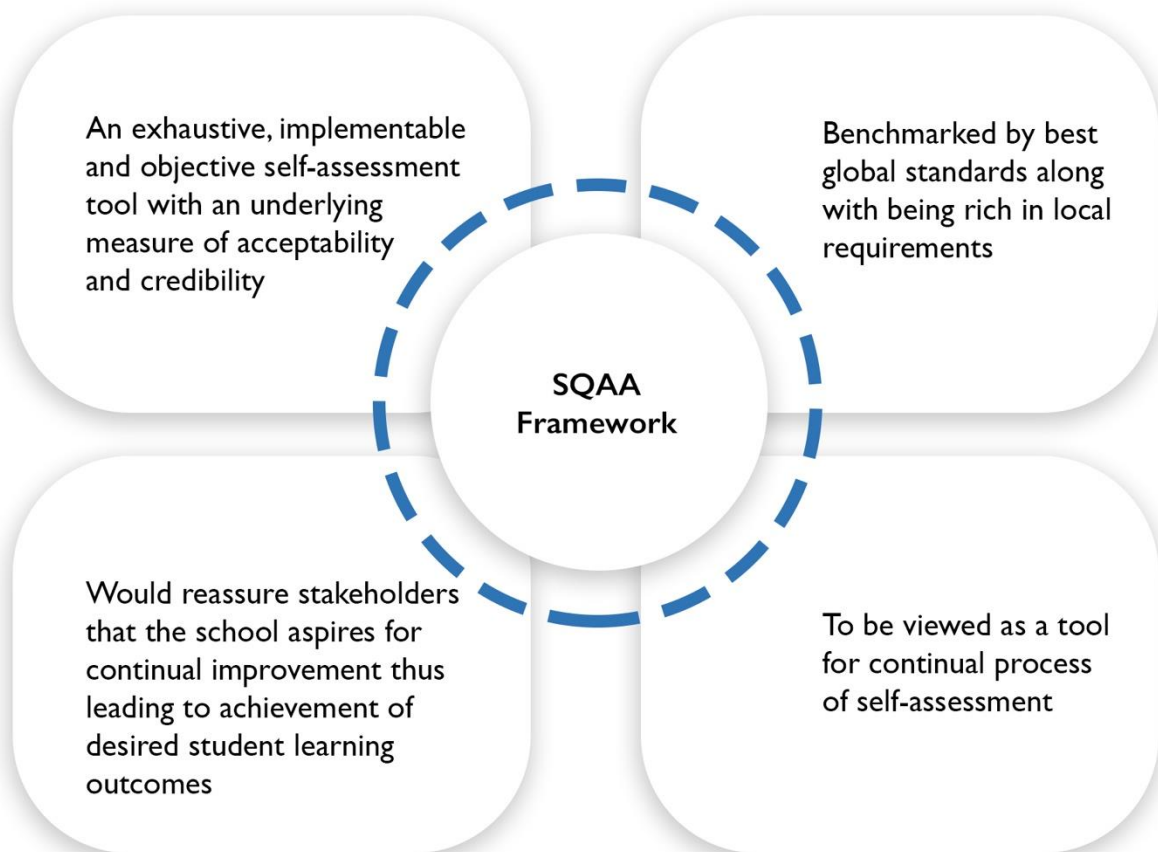 An exhaustive, implementable
and objective self-assessment
tool with an underlying
measure of acceptability
and credibility
Benchmarked by best
global standards along
with being rich in local
requirements
SQAA
Framework
Would reassure stakeholders
that the school aspires for
continual improvement thus
leading to achievement of
desired student learning
outcomes
To be viewed as a tool
for continual process
of self-assessment